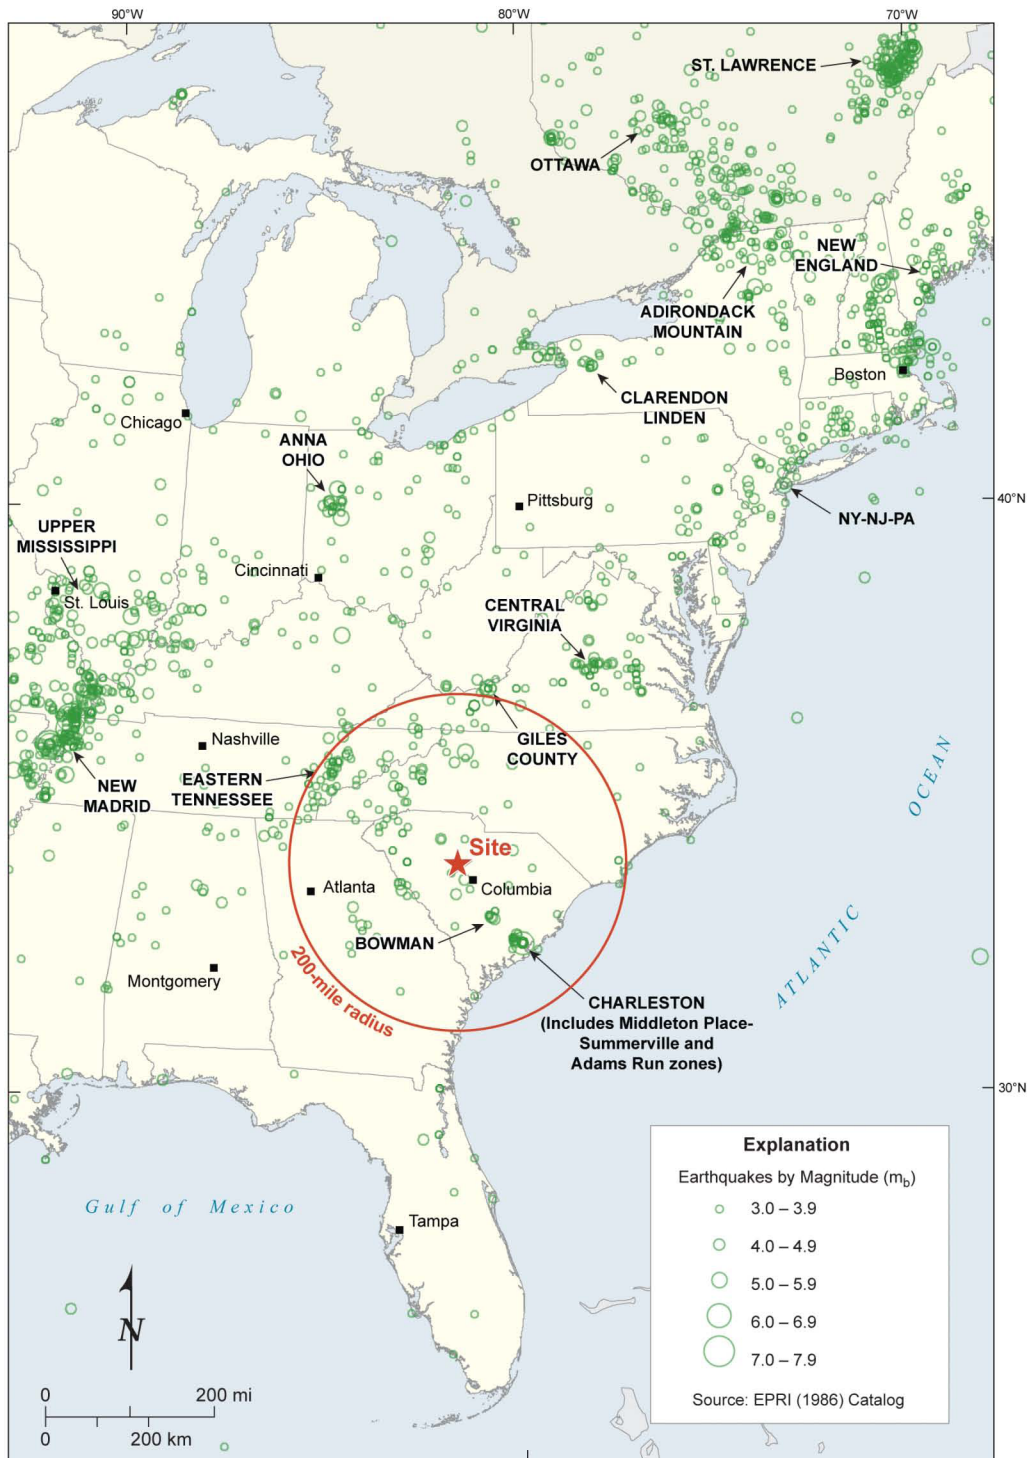 90°W
80°W
70°W
ST. LAWRENCE
OTTAWA
NEW
ENGLAND
ADIRONDACK
MOUNTAIN
Boston
CLARENDON
LINDEN
Chicago
ANNA
OHIO
Pittsburg
40°N
NY-NJ-PA
UPPER
MISSISSIPPI
Cincinnati
St. Louis
CENTRAL
VIRGINIA
Nashville
GILES
COUNTY
EASTERN
TENNESSEE
NEW
MADRID
Site
Atlanta
Columbia
BOWMAN
200-mile radius
Montgomery
CHARLESTON
(Includes Middleton Place-
Summerville and
Adams Run zones)
ATLANTIC
OCEAN
30°N
Gulf of Mexico
Tampa
N
0 200 mi
0 200 km
Explanation
Earthquakes by Magnitude (mb)
3.0 – 3.9
4.0 – 4.9
5.0 – 5.9
6.0 – 6.9
7.0 – 7.9
Source: EPRI (1986) Catalog